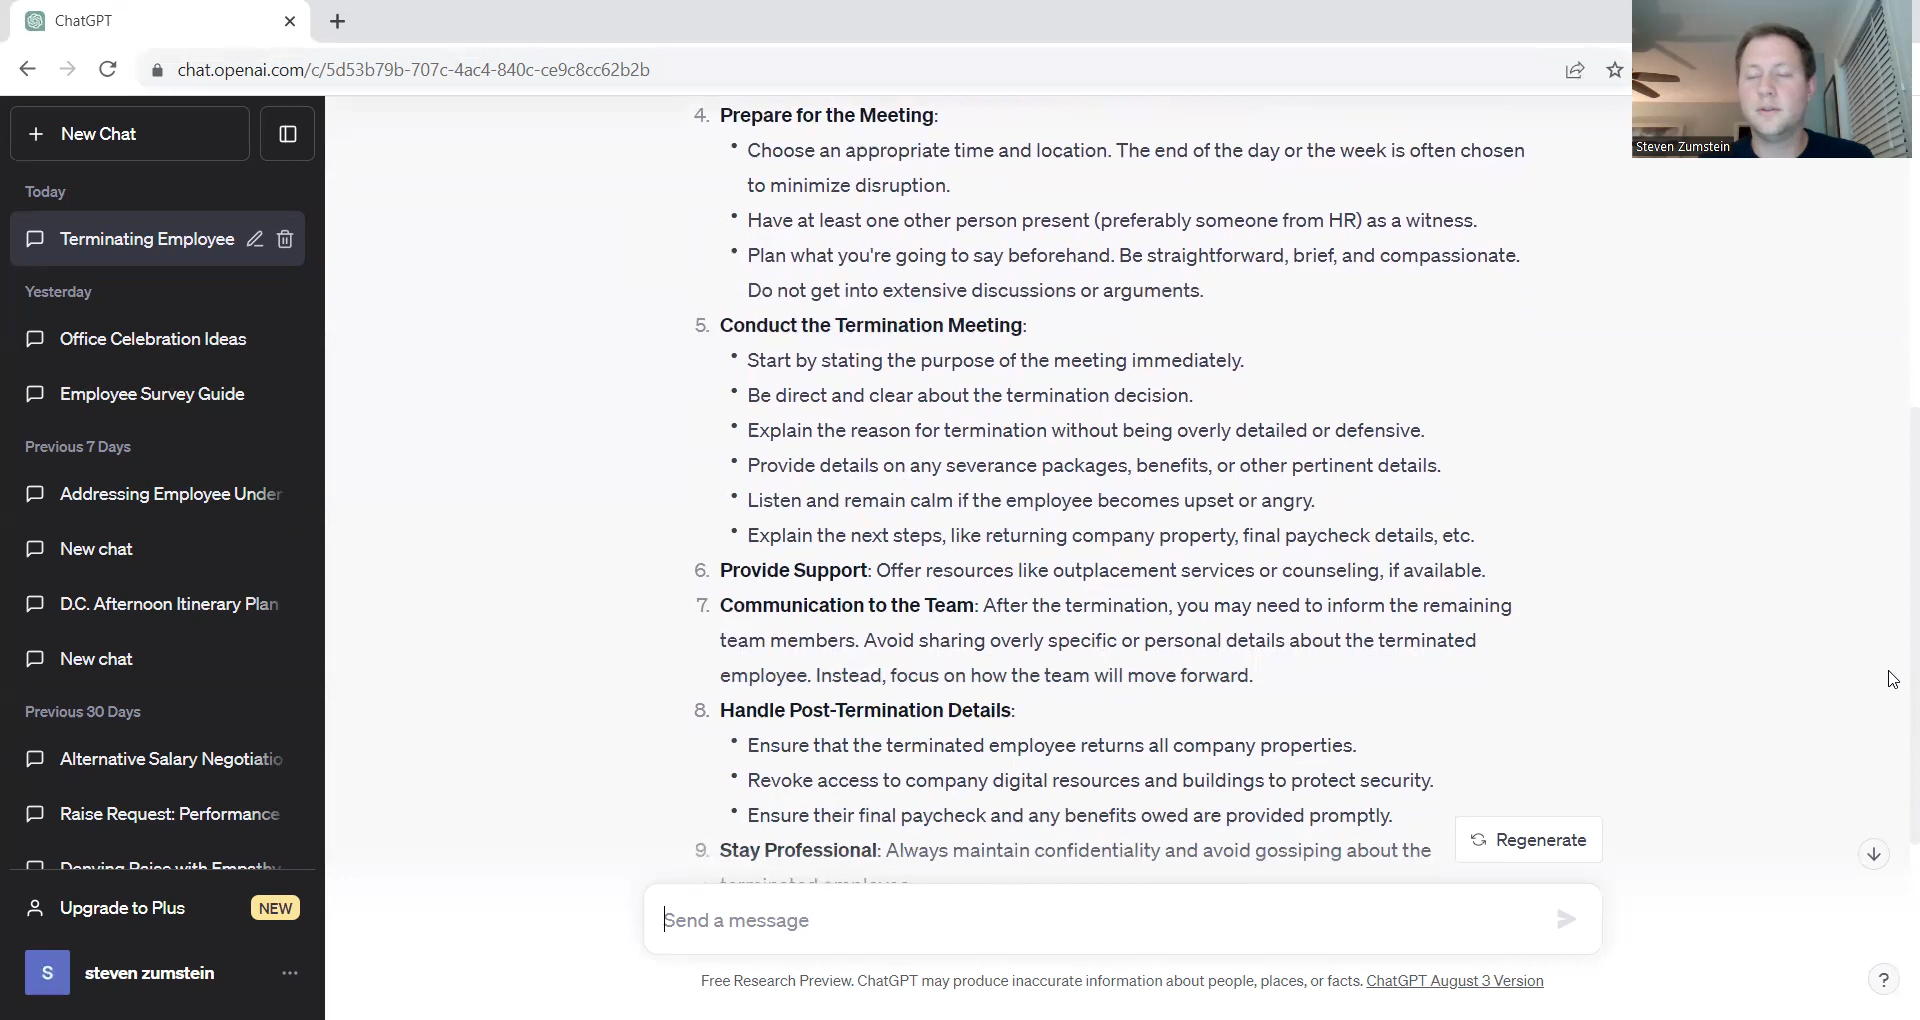 ChatGPT
chat.openai.com/c/5d53b79b-707c-4ac4-840c-ce9c8cc62b2b
Steven Zumstein
New Chat
Today
Terminating Employee
Yesterday
Office Celebration Ideas
Employee Survey Guide
Previous 7 Days
Addressing Employee Under
New chat
D.C. Afternoon Itinerary Plan
New chat
Previous 30 Days
Alternative Salary Negotiatio
Raise Request: Performance
Denying Raise with Empathy
Upgrade to Plus NEW
S steven zumstein
4. Prepare for the Meeting:
• Choose an appropriate time and location. The end of the day or the week is often chosen
to minimize disruption.
• Have at least one other person present (preferably someone from HR) as a witness.
• Plan what you're going to say beforehand. Be straightforward, brief, and compassionate.
Do not get into extensive discussions or arguments.
5. Conduct the Termination Meeting:
• Start by stating the purpose of the meeting immediately.
• Be direct and clear about the termination decision.
• Explain the reason for termination without being overly detailed or defensive.
• Provide details on any severance packages, benefits, or other pertinent details.
• Listen and remain calm if the employee becomes upset or angry.
• Explain the next steps, like returning company property, final paycheck details, etc.
6. Provide Support: Offer resources like outplacement services or counseling, if available.
7. Communication to the Team: After the termination, you may need to inform the remaining
team members. Avoid sharing overly specific or personal details about the terminated
employee. Instead, focus on how the team will move forward.
8. Handle Post-Termination Details:
• Ensure that the terminated employee returns all company properties.
• Revoke access to company digital resources and buildings to protect security.
• Ensure their final paycheck and any benefits owed are provided promptly.
9. Stay Professional: Always maintain confidentiality and avoid gossiping about the
terminated employee.
Regenerate
Send a message
Free Research Preview. ChatGPT may produce inaccurate information about people, places, or facts. ChatGPT August 3 Version
?